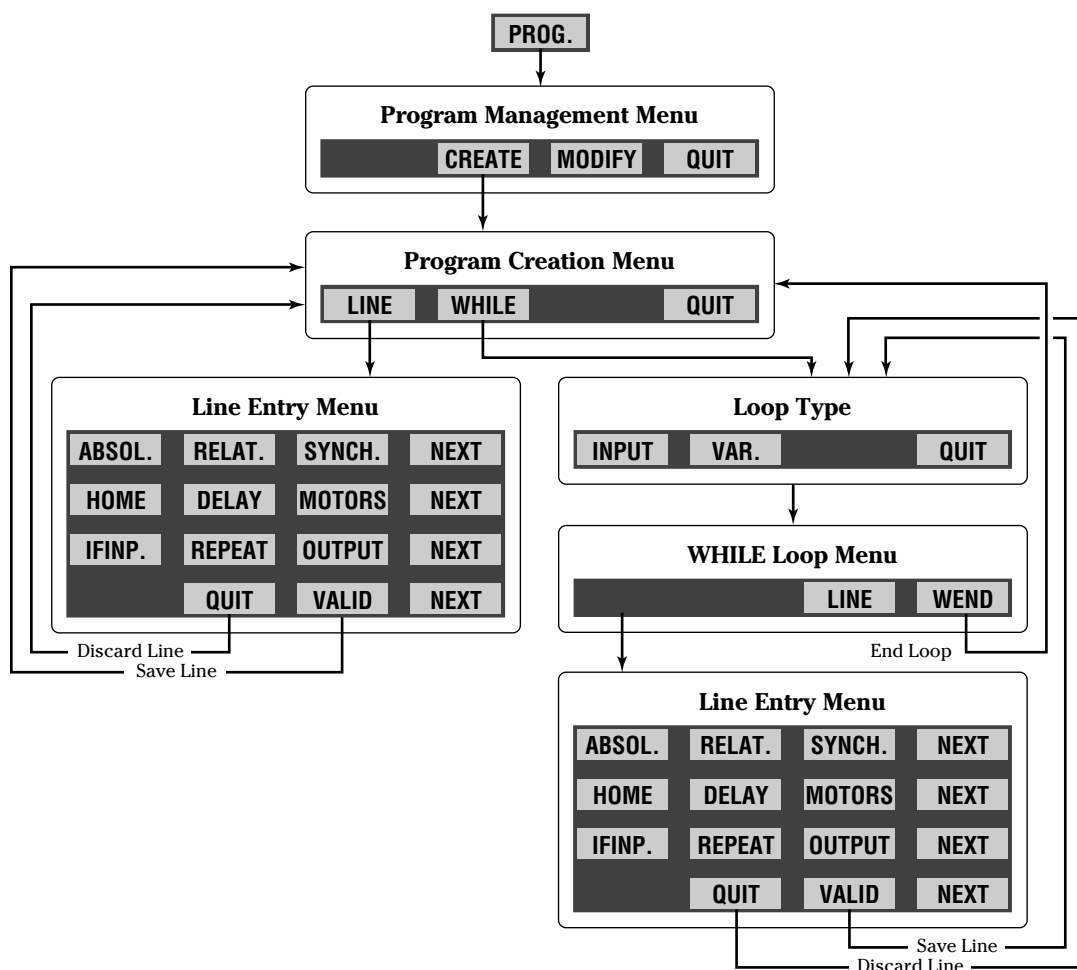 PROG.
Program Management Menu
CREATE MODIFY QUIT
Program Creation Menu
LINE WHILE QUIT
Line Entry Menu
ABSOL. RELAT. SYNCH. NEXT
HOME DELAY MOTORS NEXT
IFINP. REPEAT OUTPUT NEXT
QUIT VALID NEXT
Discard Line
Save Line
Loop Type
INPUT VAR. QUIT
WHILE Loop Menu
LINE WEND
End Loop
Line Entry Menu
ABSOL. RELAT. SYNCH. NEXT
HOME DELAY MOTORS NEXT
IFINP. REPEAT OUTPUT NEXT
QUIT VALID NEXT
Save Line
Discard Line